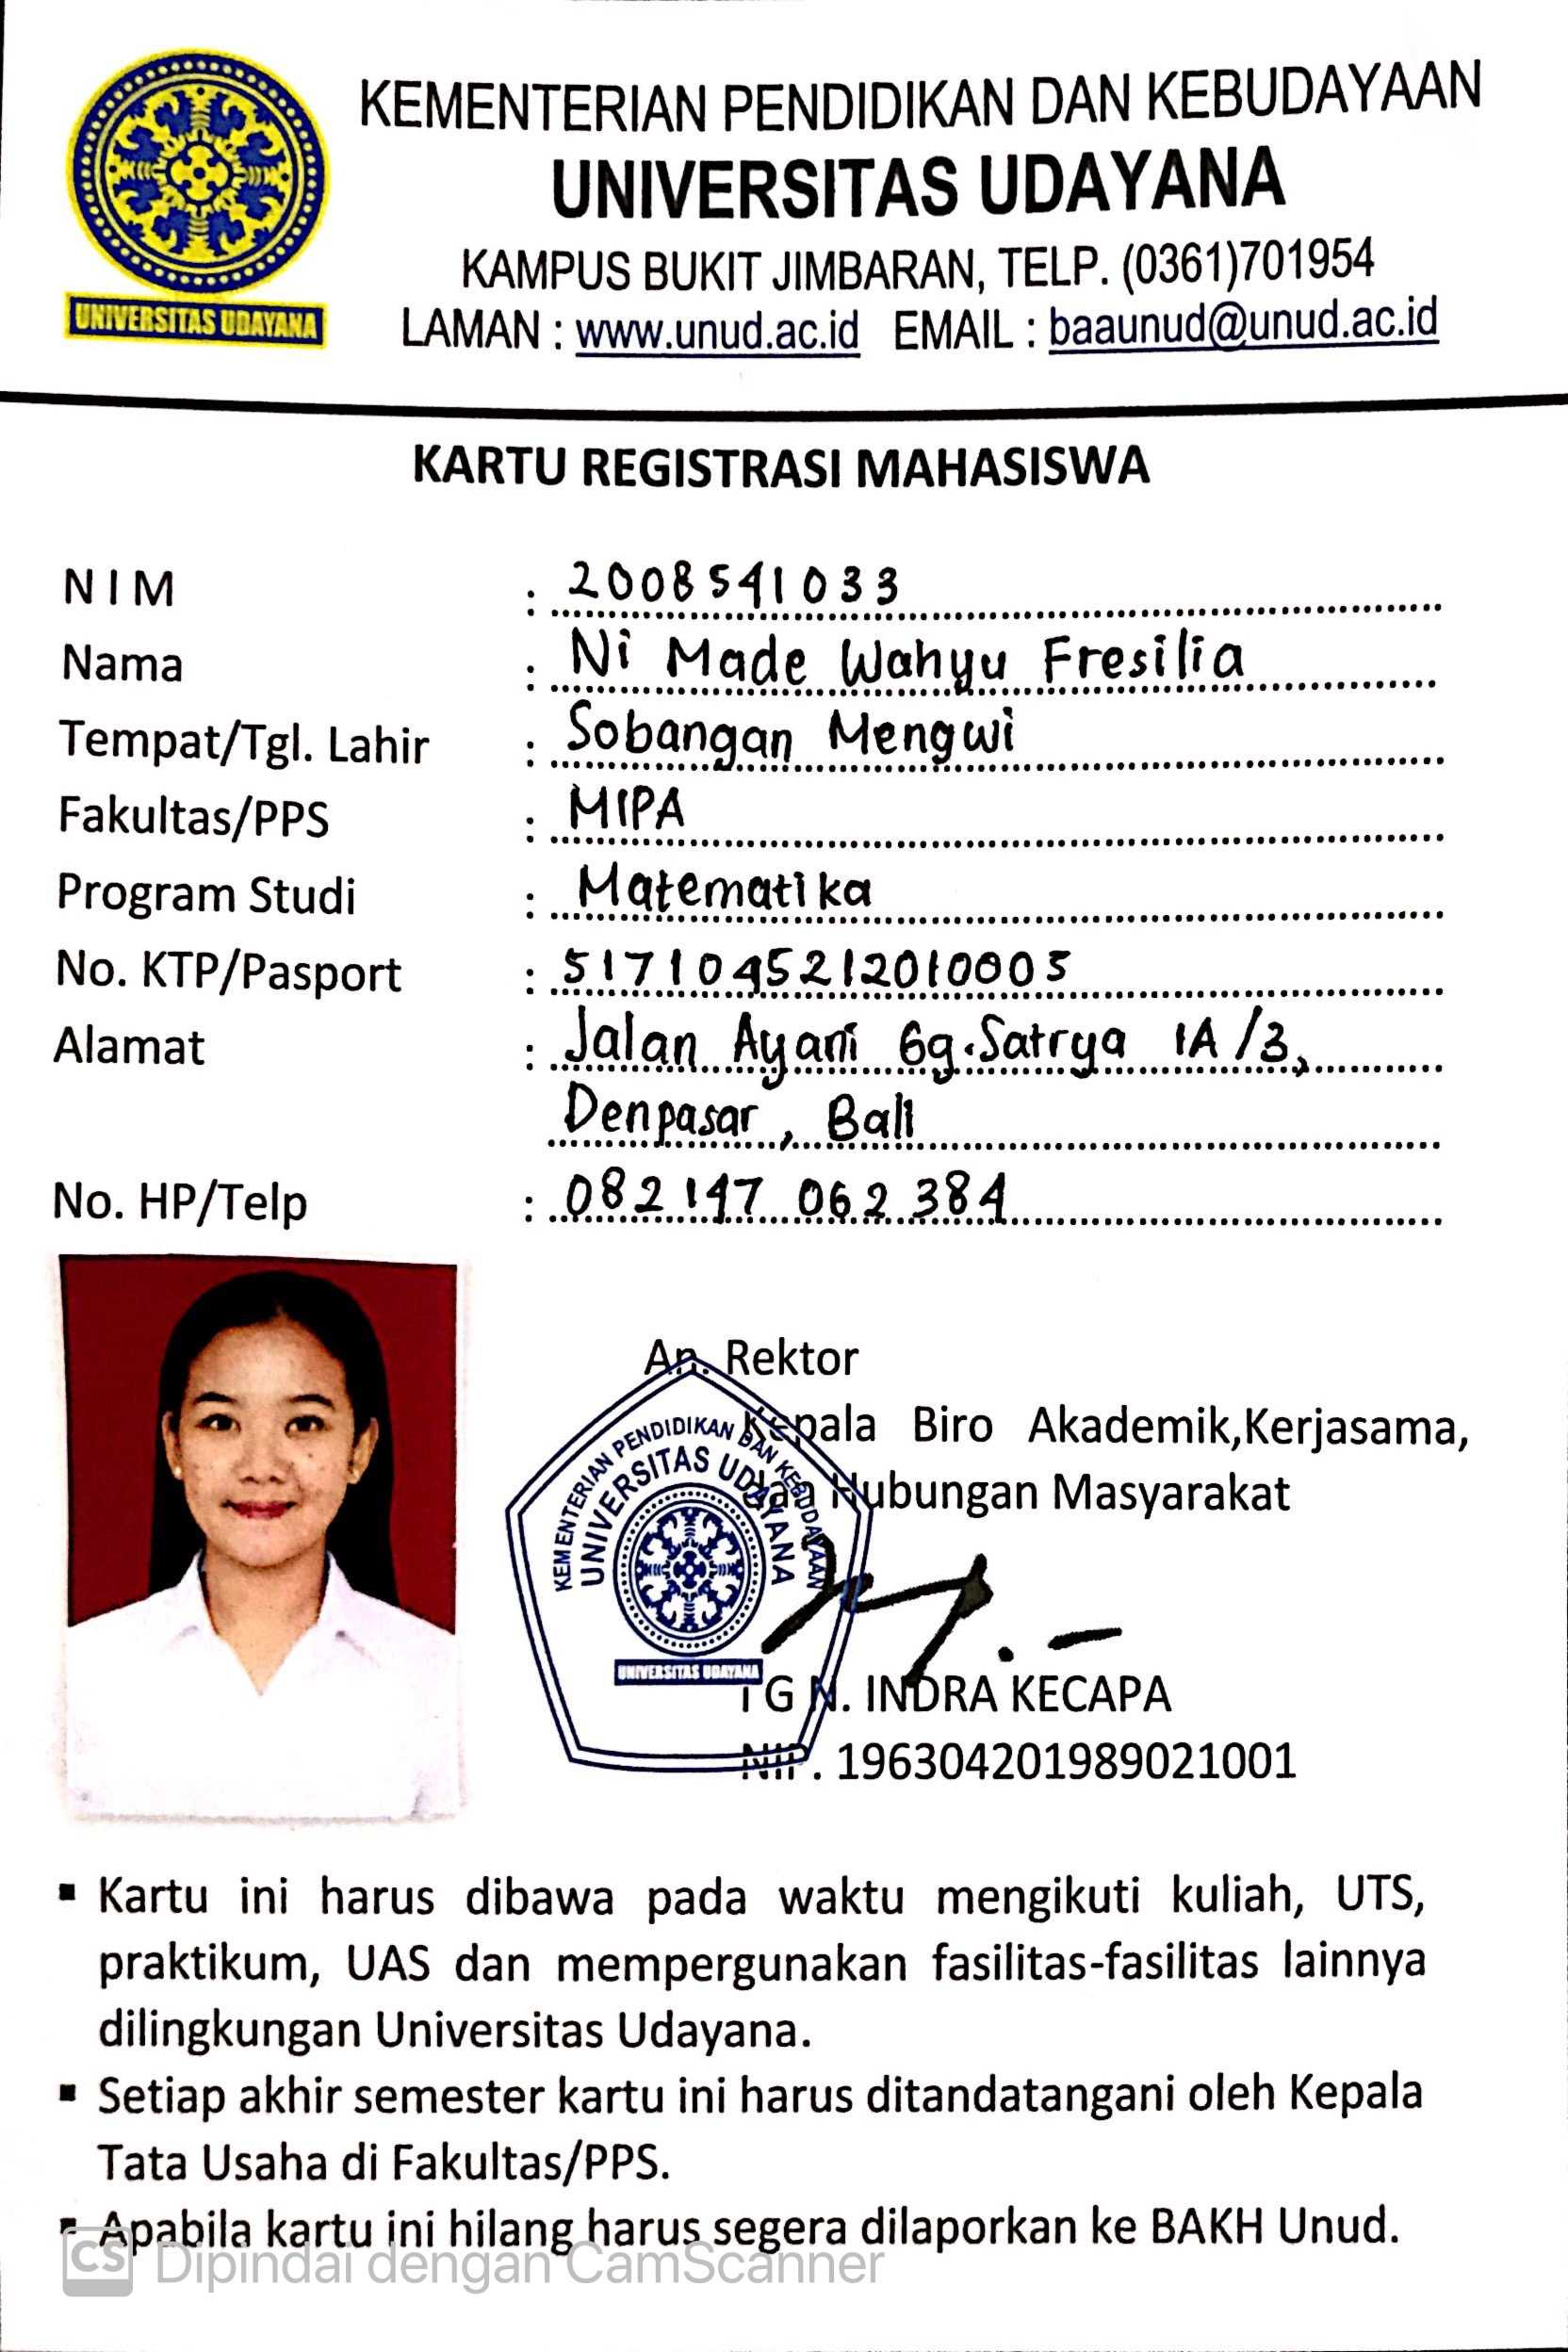 KEMENTERIAN PENDIDIKAN DAN KEBUDAYAAN
UNIVERSITAS UDAYANA
KAMPUS BUKIT JIMBARAN, TELP. (0361)701954
LAMAN : www.unud.ac.id EMAIL : baaunud@unud.ac.id
UNIVERSITAS UDAYANA
KARTU REGISTRASI MAHASISWA
NIM : 2008541033
Nama : Ni Made Wahyu Fresilia
Tempat/Tgl. Lahir : Sobangan Mengwi
Fakultas/PPS : MIPA
Program Studi : Matematika
No. KTP/Pasport : 5171045212010005
Alamat : Jalan Ayani Gg. Satrya 1A/3,
Denpasar, Bali
No. HP/Telp : 082 147 062 384
An. Rektor
Kepala Biro Akademik,Kerjasama,
dan Hubungan Masyarakat
KEMENTERIAN PENDIDIKAN DAN KEBUDAYAAN
UNIVERSITAS UDAYANA
UNIVERSITAS UDAYANA
I G N. INDRA KECAPA
NIP. 196304201989021001
▪ Kartu ini harus dibawa pada waktu mengikuti kuliah, UTS,
praktikum, UAS dan mempergunakan fasilitas-fasilitas lainnya
dilingkungan Universitas Udayana.
▪ Setiap akhir semester kartu ini harus ditandatangani oleh Kepala
Tata Usaha di Fakultas/PPS.
▪ Apabila kartu ini hilang harus segera dilaporkan ke BAKH Unud.
CS Dipindai dengan CamScanner